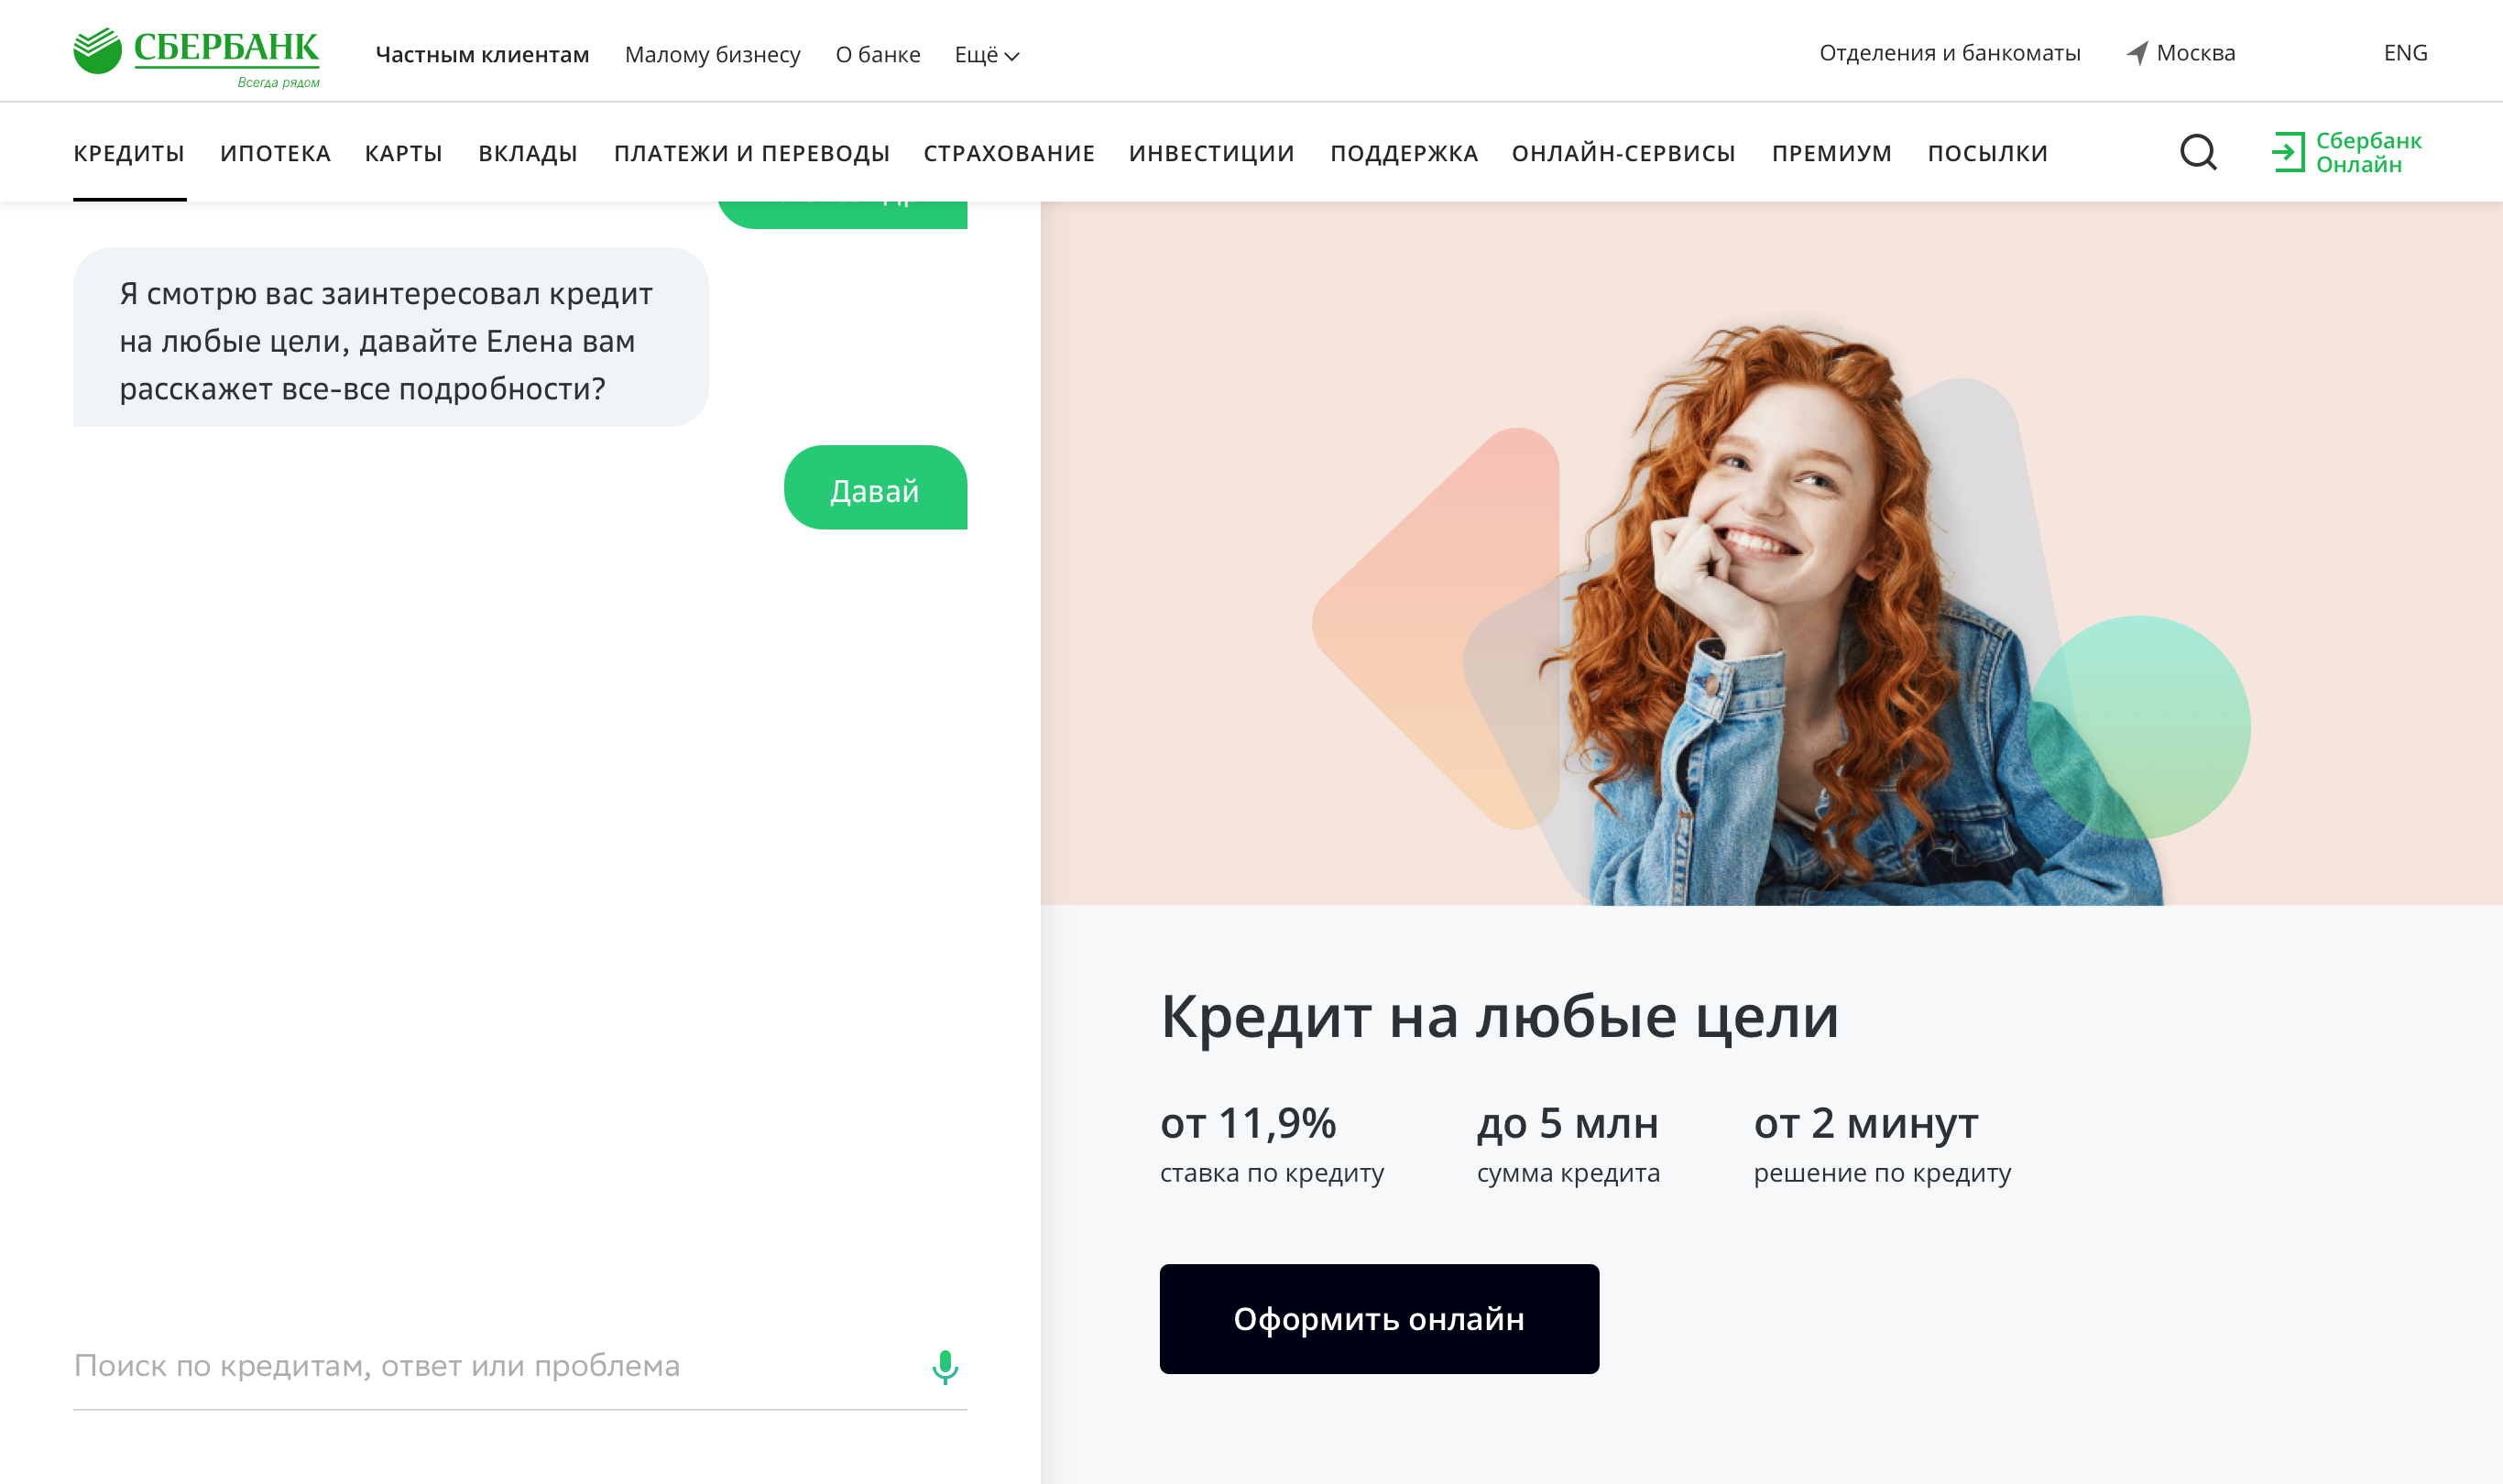 СБЕРБАНК
Всегда рядом
Частным клиентам Малому бизнесу О банке Ещё
Отделения и банкоматы Москва ENG
КРЕДИТЫ ИПОТЕКА КАРТЫ ВКЛАДЫ ПЛАТЕЖИ И ПЕРЕВОДЫ СТРАХОВАНИЕ ИНВЕСТИЦИИ ПОДДЕРЖКА ОНЛАЙН-СЕРВИСЫ ПРЕМИУМ ПОСЫЛКИ
Сбербанк
Онлайн
Я смотрю вас заинтересовал кредит
на любые цели, давайте Елена вам
расскажет все-все подробности?
Давай
Поиск по кредитам, ответ или проблема
Кредит на любые цели
от 11,9% до 5 млн от 2 минут
ставка по кредиту сумма кредита решение по кредиту
Оформить онлайн